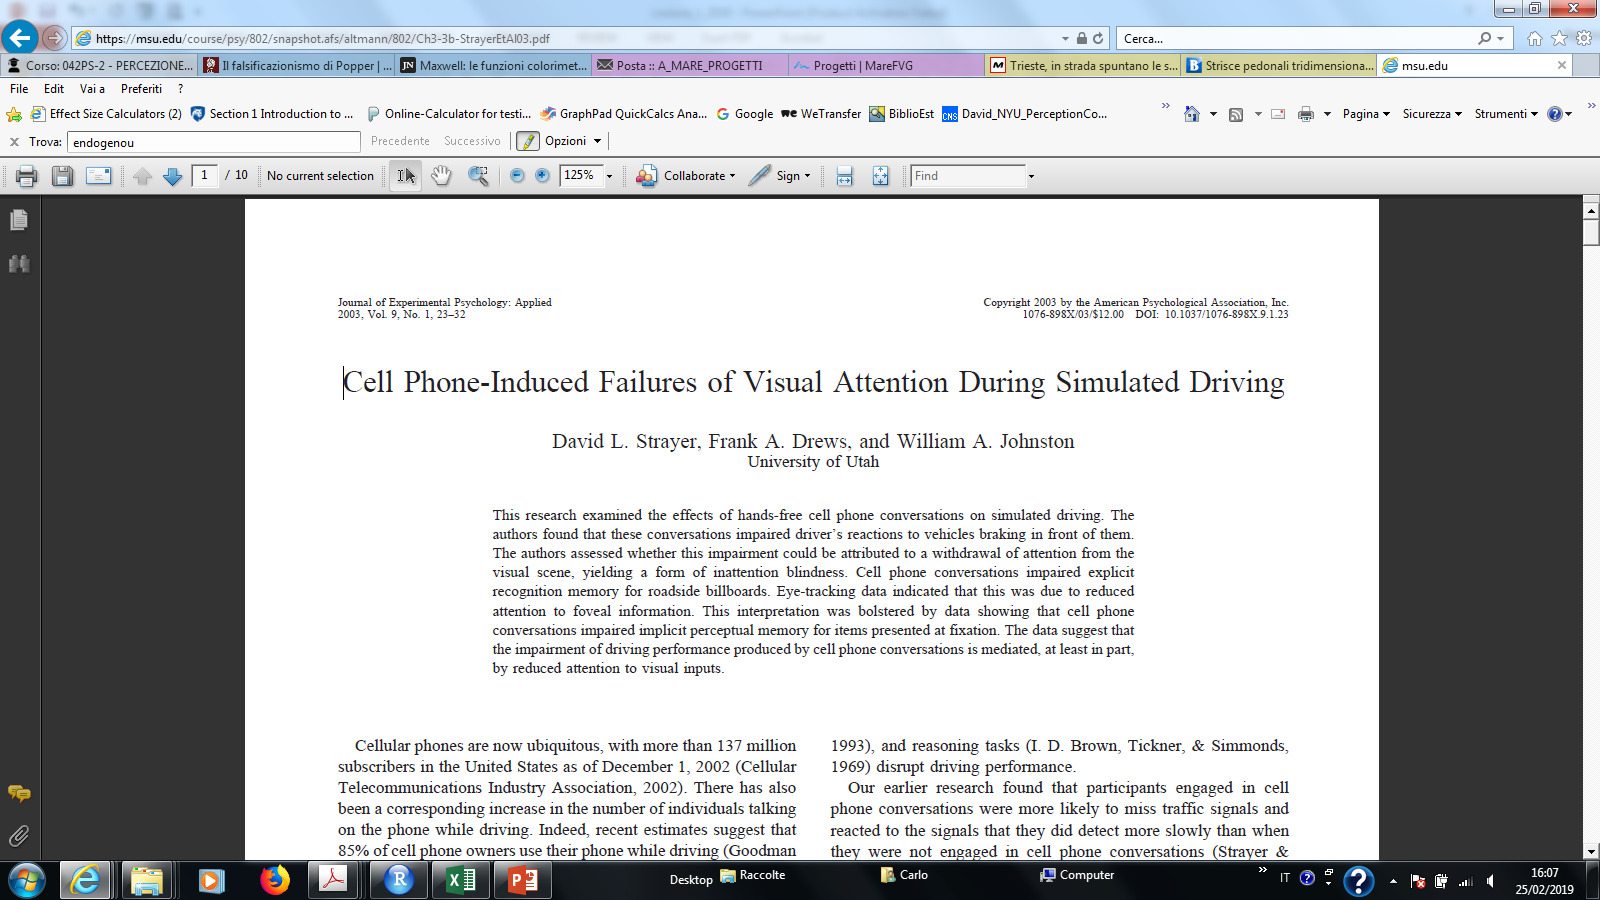 https://msu.edu/course/psy/802/snapshot.afs/altmann/802/Ch3-3b-StrayerEtAl03.pdf
Cerca...
Corso: 042PS-2 - PERCEZIONE...
Il falsificazionismo di Popper | ...
Maxwell: le funzioni colorimet...
Posta :: A_MARE_PROGETTI
Progetti | MareFVG
Trieste, in strada spuntano le s...
Strisce pedonali tridimensiona...
msu.edu
File Edit Vai a Preferiti ?
Effect Size Calculators (2)
Section 1 Introduction to ...
Online-Calculator for testi...
GraphPad QuickCalcs Ana...
Google
WeTransfer
BiblioEst
David_NYU_PerceptionCo...
Pagina Sicurezza Strumenti
Trova: endogenou Precedente Successivo Opzioni
1 / 10 No current selection 125% Collaborate Sign Find
Journal of Experimental Psychology: Applied
2003, Vol. 9, No. 1, 23–32
Copyright 2003 by the American Psychological Association, Inc.
1076-898X/03/$12.00 DOI: 10.1037/1076-898X.9.1.23
Cell Phone-Induced Failures of Visual Attention During Simulated Driving
David L. Strayer, Frank A. Drews, and William A. Johnston
University of Utah
This research examined the effects of hands-free cell phone conversations on simulated driving. The
authors found that these conversations impaired driver's reactions to vehicles braking in front of them.
The authors assessed whether this impairment could be attributed to a withdrawal of attention from the
visual scene, yielding a form of inattention blindness. Cell phone conversations impaired explicit
recognition memory for roadside billboards. Eye-tracking data indicated that this was due to reduced
attention to foveal information. This interpretation was bolstered by data showing that cell phone
conversations impaired implicit perceptual memory for items presented at fixation. The data suggest that
the impairment of driving performance produced by cell phone conversations is mediated, at least in part,
by reduced attention to visual inputs.
Cellular phones are now ubiquitous, with more than 137 million
subscribers in the United States as of December 1, 2002 (Cellular
Telecommunications Industry Association, 2002). There has also
been a corresponding increase in the number of individuals talking
on the phone while driving. Indeed, recent estimates suggest that
85% of cell phone owners use their phone while driving (Goodman
1993), and reasoning tasks (I. D. Brown, Tickner, & Simmonds,
1969) disrupt driving performance.
Our earlier research found that participants engaged in cell
phone conversations were more likely to miss traffic signals and
reacted to the signals that they did detect more slowly than when
they were not engaged in cell phone conversations (Strayer &
Desktop Raccolte Carlo Computer
IT
16:07
25/02/2019